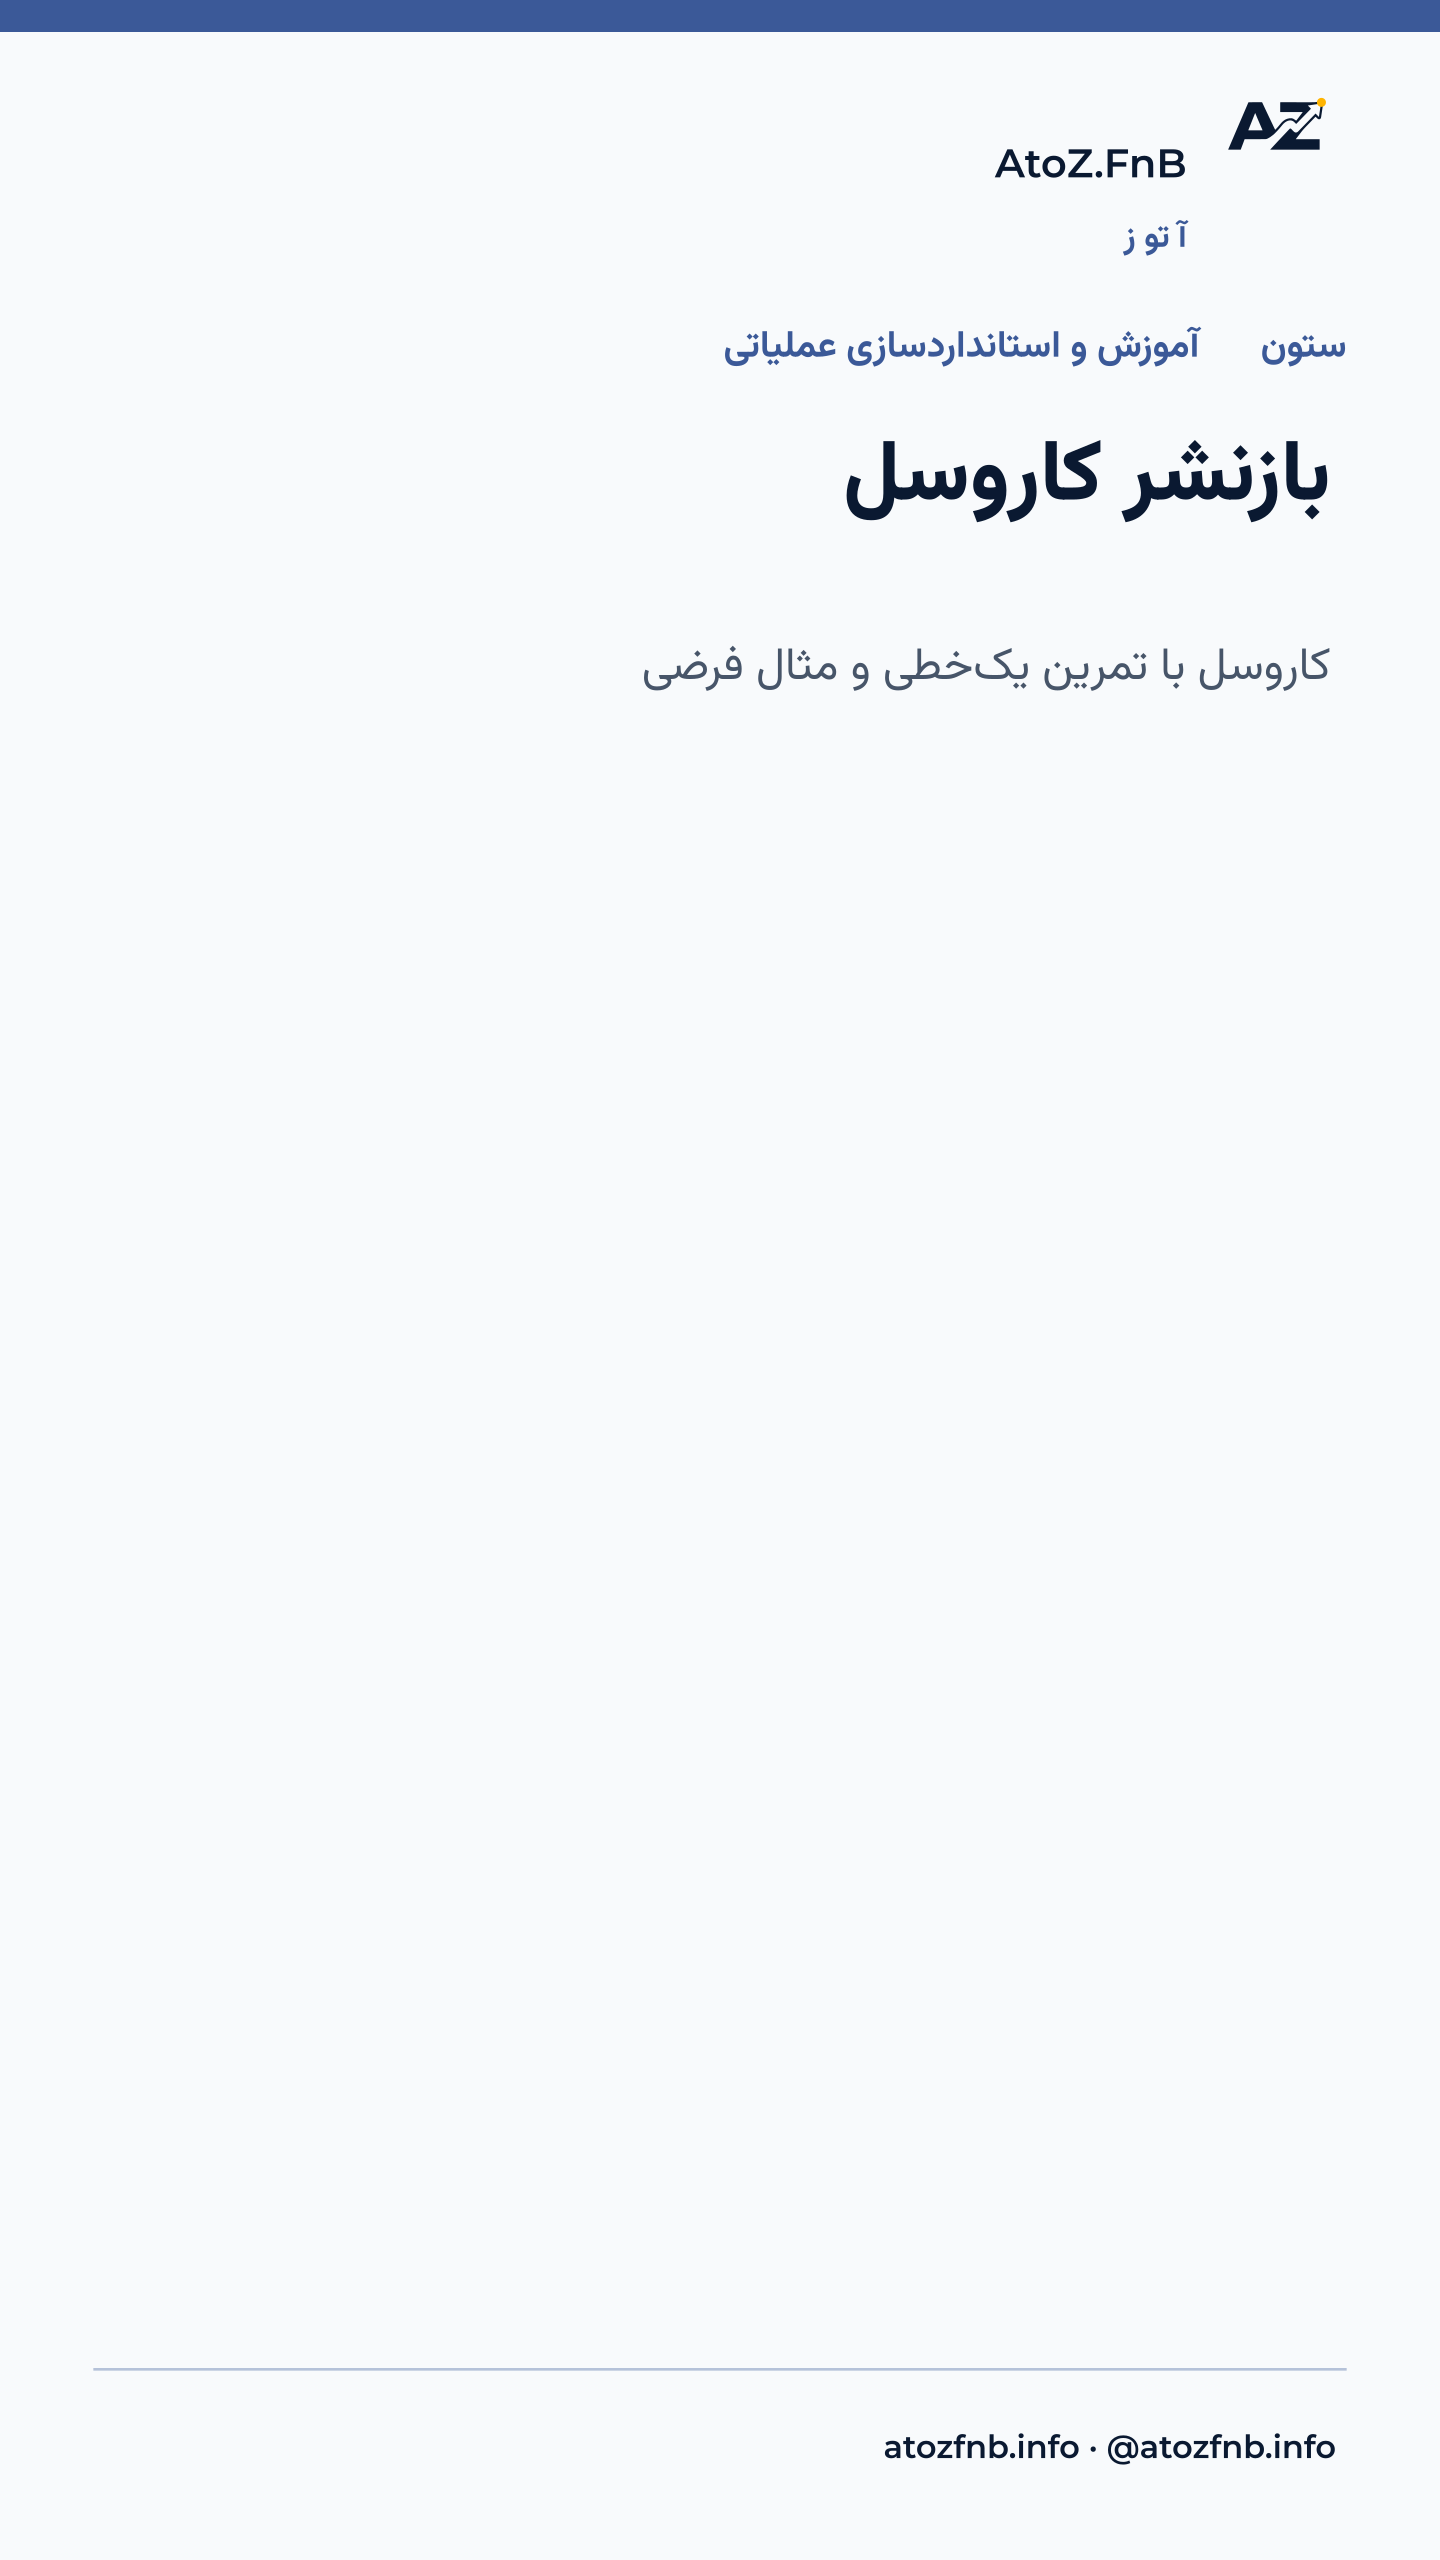 AZ
AtoZ.FnB
آ تو ز
ستون آموزش و استانداردسازی عملیاتی
بازنشر کاروسل
کاروسل با تمرین یک‌خطی و مثال فرضی
atozfnb.info · @atozfnb.info